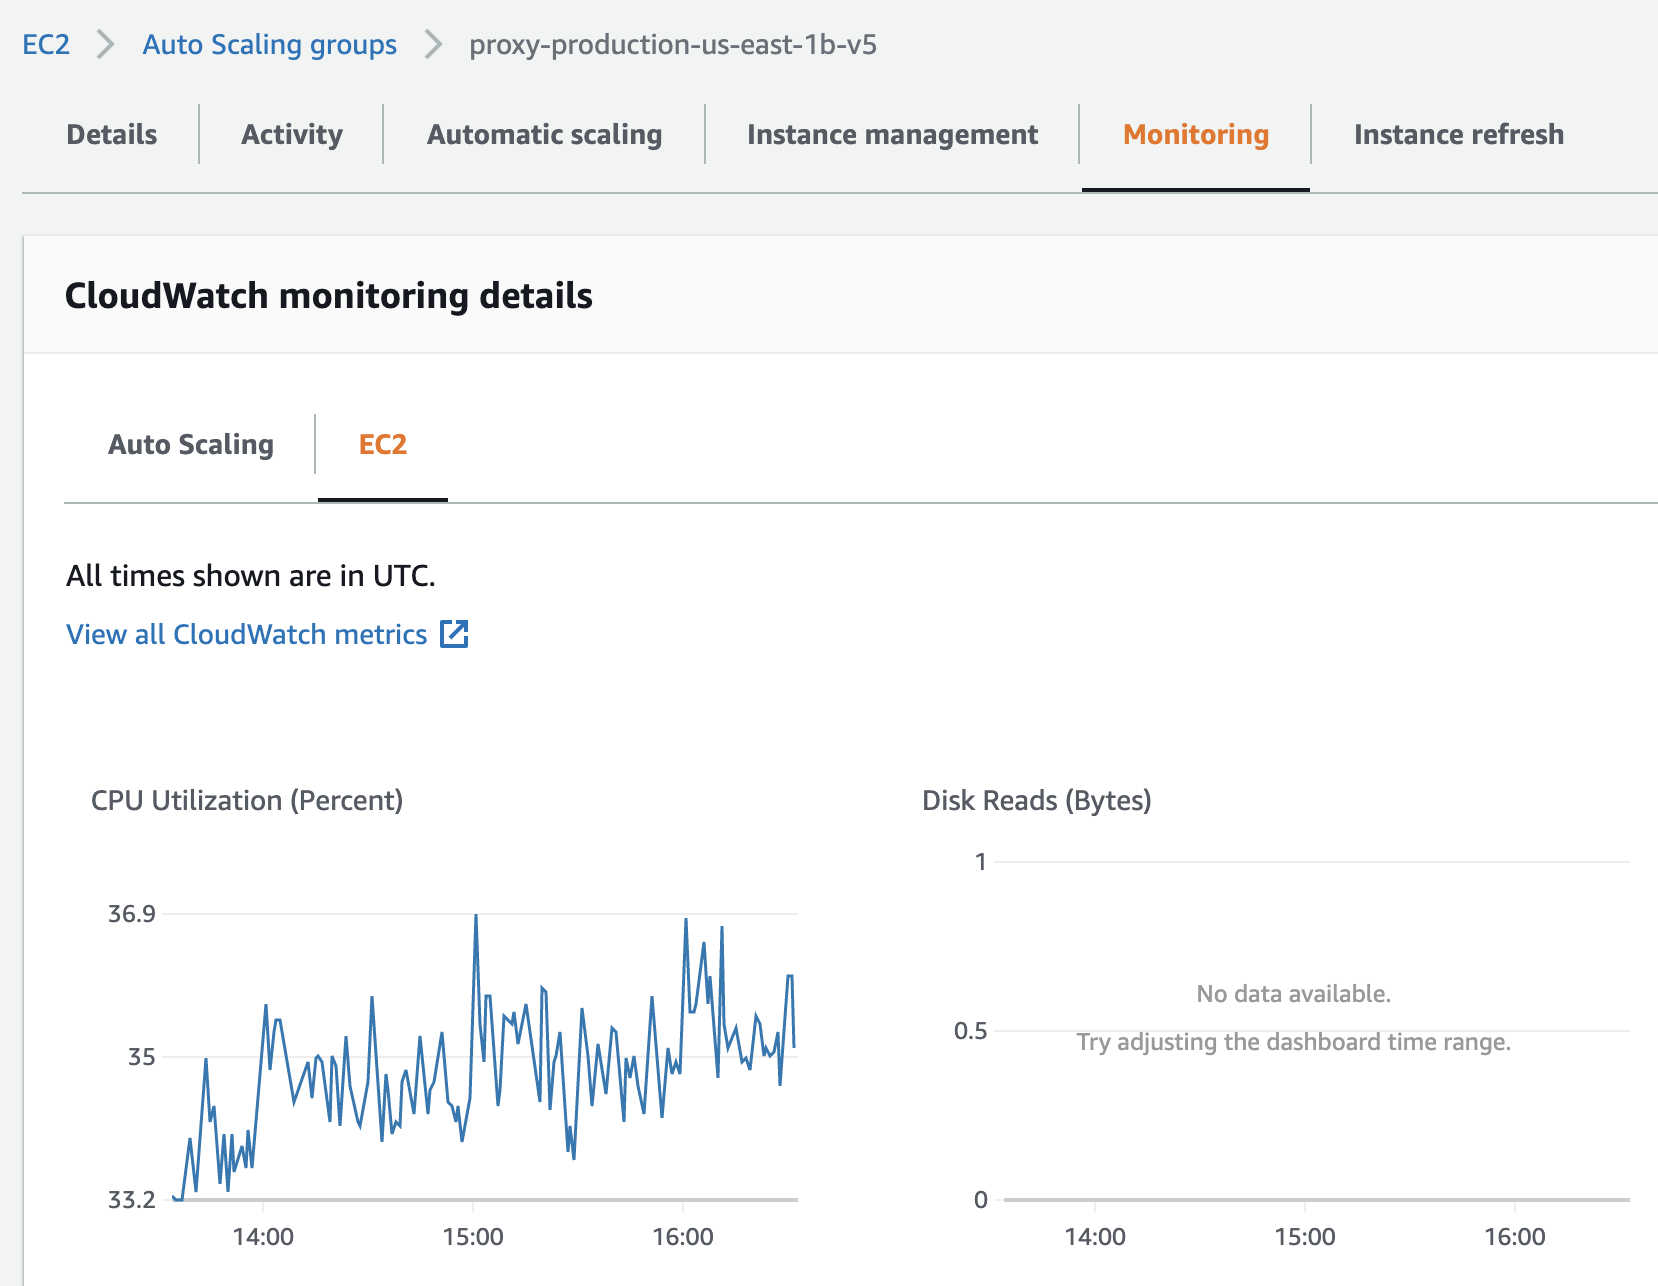 EC2 Auto Scaling groups proxy-production-us-east-1b-v5
Details Activity Automatic scaling Instance management Monitoring Instance refresh
CloudWatch monitoring details
Auto Scaling EC2
All times shown are in UTC.
View all CloudWatch metrics
CPU Utilization (Percent)
36.9
35
33.2
14:00 15:00 16:00
Disk Reads (Bytes)
1
No data available.
0.5
Try adjusting the dashboard time range.
0
14:00 15:00 16:00